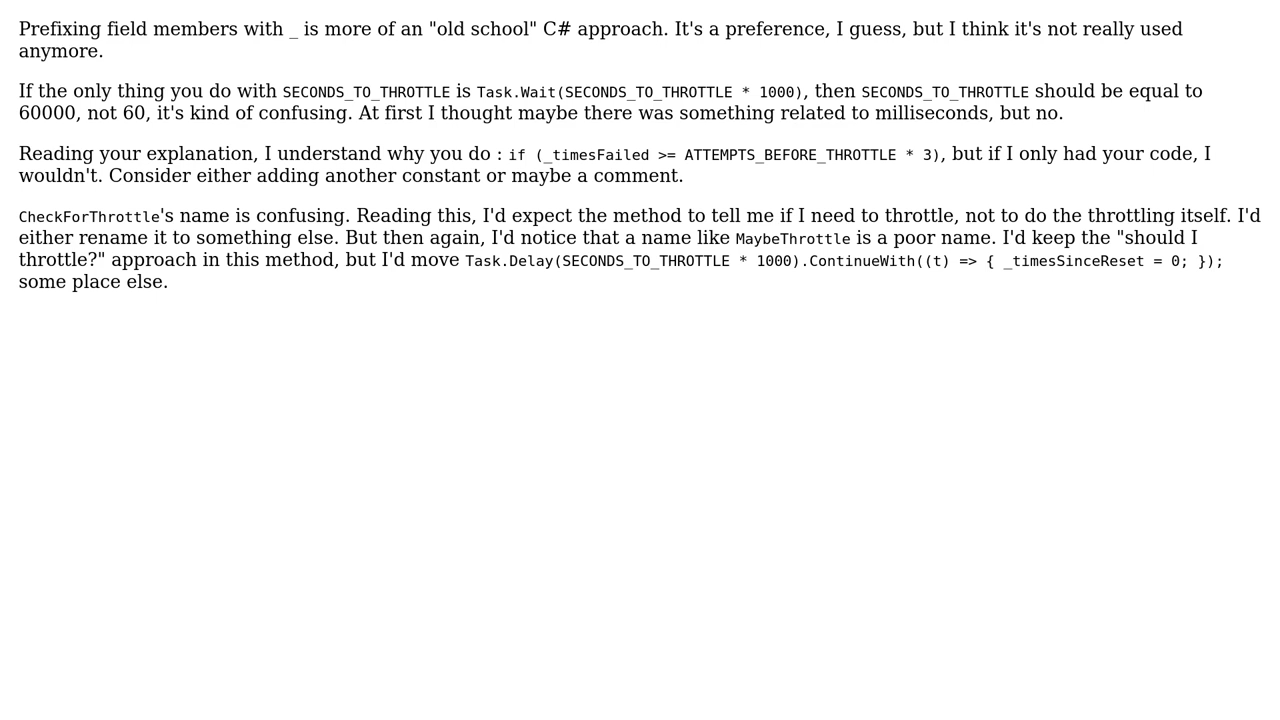 Prefixing field members with _ is more of an "old school" C# approach. It's a preference, I guess, but I think it's not really used
anymore.
If the only thing you do with SECONDS_TO_THROTTLE is Task.Wait(SECONDS_TO_THROTTLE * 1000), then SECONDS_TO_THROTTLE should be equal to
60000, not 60, it's kind of confusing. At first I thought maybe there was something related to milliseconds, but no.
Reading your explanation, I understand why you do : if (_timesFailed >= ATTEMPTS_BEFORE_THROTTLE * 3), but if I only had your code, I
wouldn't. Consider either adding another constant or maybe a comment.
CheckForThrottle's name is confusing. Reading this, I'd expect the method to tell me if I need to throttle, not to do the throttling itself. I'd
either rename it to something else. But then again, I'd notice that a name like MaybeThrottle is a poor name. I'd keep the "should I
throttle?" approach in this method, but I'd move Task.Delay(SECONDS_TO_THROTTLE * 1000).ContinueWith((t) => { _timesSinceReset = 0; });
some place else.